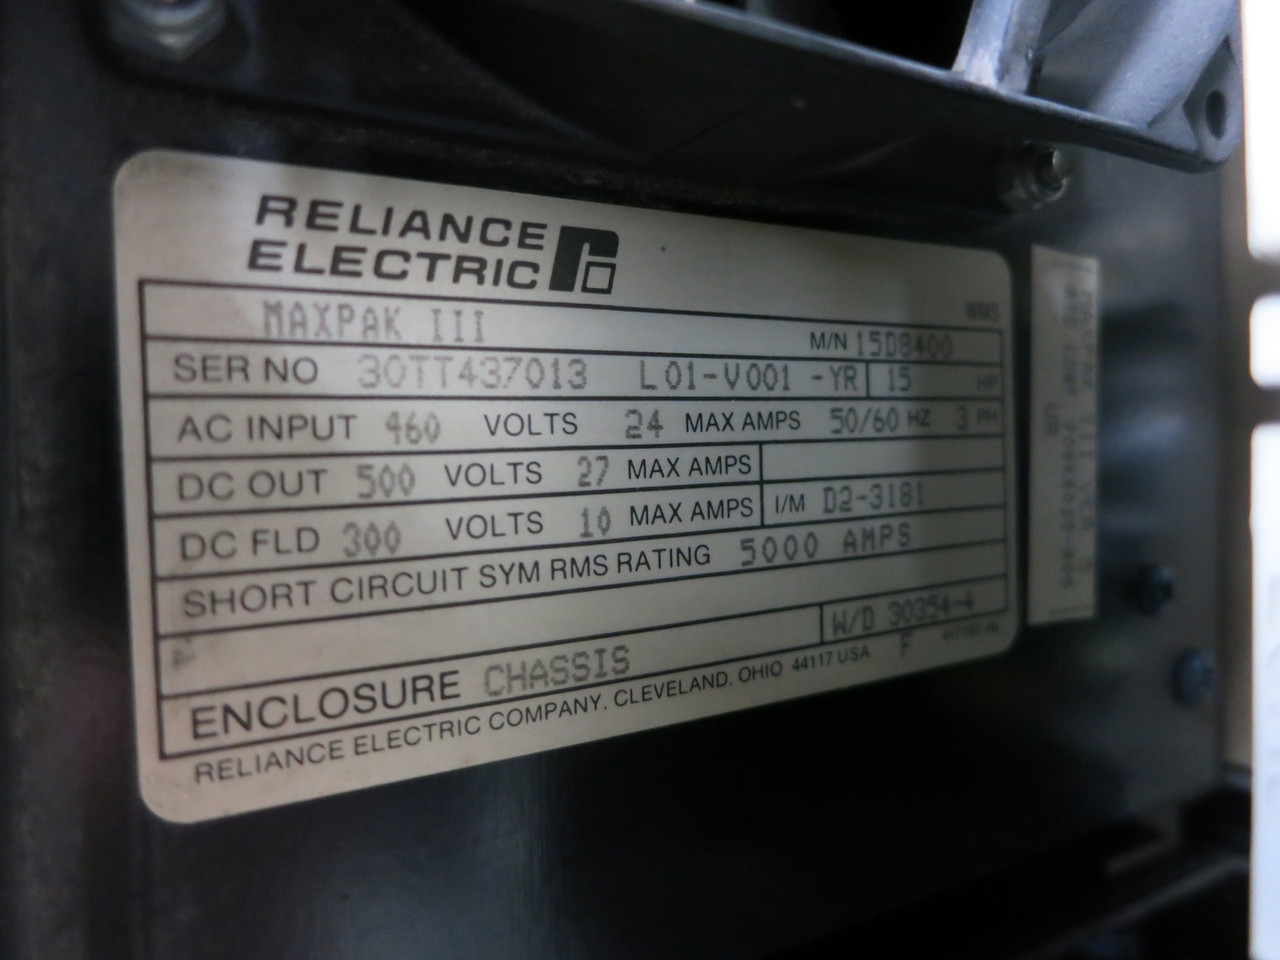 RELIANCE
ELECTRIC
WMS
MAXPAK III M/N 15D8400
SER NO 30TT437013 L01-V001 -YR 15 HP
AC INPUT 460 VOLTS 24 MAX AMPS 50/60 HZ 3 PH
DC OUT 500 VOLTS 27 MAX AMPS
DC FLD 300 VOLTS 10 MAX AMPS I/M D2-3181
SHORT CIRCUIT SYM RMS RATING 5000 AMPS
W/D 30354-4
ENCLOSURE CHASSIS
RELIANCE ELECTRIC COMPANY. CLEVELAND, OHIO 44117 USA F